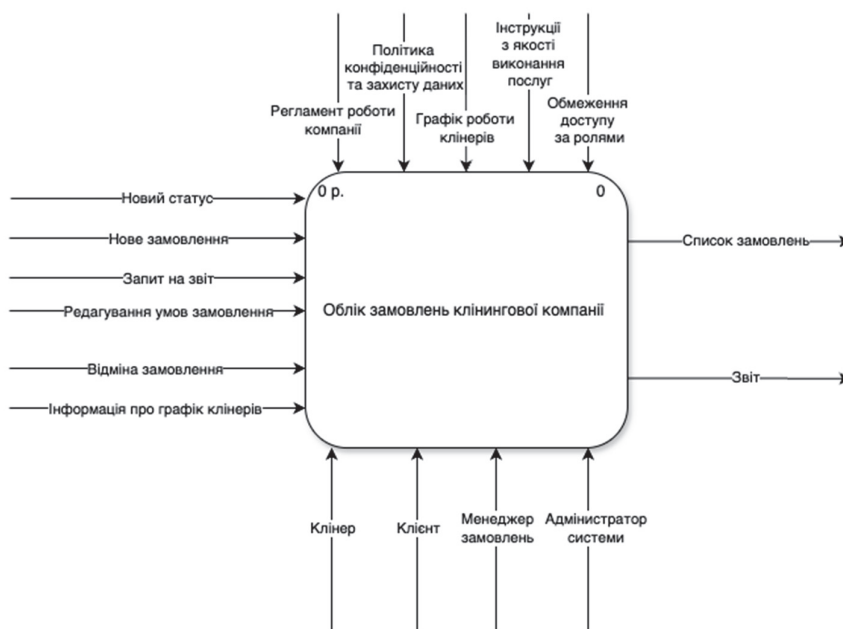 Регламент роботи
компанії
Політика
конфіденційності
та захисту даних
Графік роботи
клінерів
Інструкції
з якості
виконання
послуг
Обмеження
доступу
за ролями
0 р.
0
Новий статус
Нове замовлення
Запит на звіт
Редагування умов замовлення
Відміна замовлення
Інформація про графік клінерів
Облік замовлень клінингової компанії
Список замовлень
Звіт
Клінер
Клієнт
Менеджер
замовлень
Адміністратор
системи